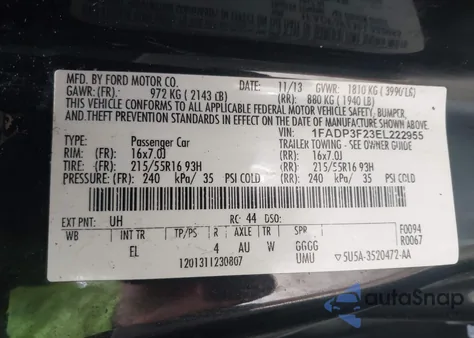 MFD. BY FORD MOTOR CO. DATE: 11/13 GVWR: 1810 KG (3990 LB)
GAWR: (FR): 972 KG (2143 LB) (RR): 880 KG (1940 LB)
THIS VEHICLE CONFORMS TO ALL APPLICABLE FEDERAL MOTOR VEHICLE SAFETY, BUMPER,
AND THEFT PREVENTION STANDARDS IN EFFECT ON THE DATE OF MANUFACTURE SHOWN ABOVE.
VIN: 1FADP3F23EL222955
TYPE: Passenger Car TRAILER TOWING - SEE OWNER GUIDE
RIM: 16x7.0J (RR): 16x7.0J
TIRE: 215/55R16 93H (RR): 215/55R16 93H
PRESSURE: (FR): 240 kPa/ 35 PSI COLD (RR): 240 kPa/ 35 PSI COLD
EXT PNT: UH RC: 44 DSO: F0094
WB INT TR TP/PS R AXLE TR SPR R0067
EL 4 AU W GGGG
1201311230807 UMU 5U5A-3520472-AA
autoSnap